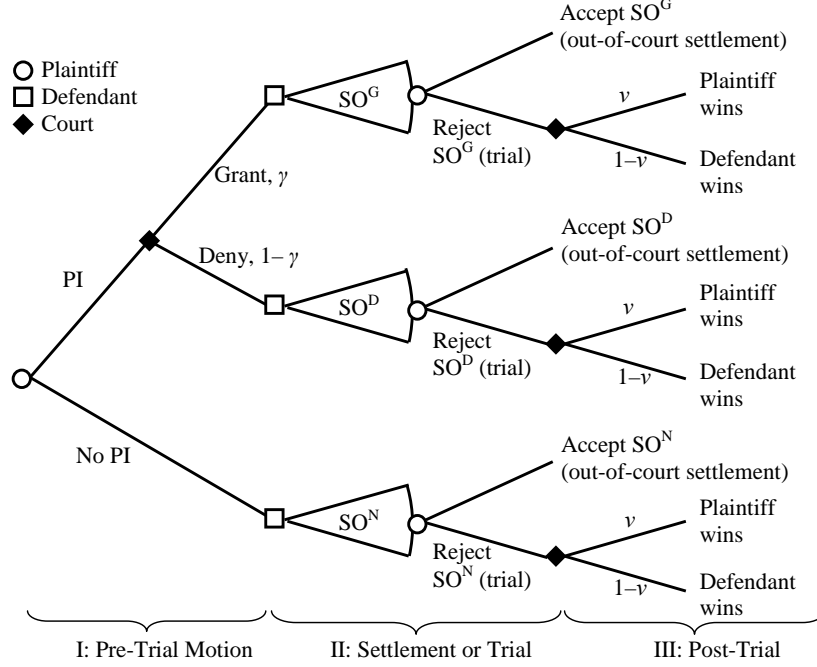 Plaintiff
Defendant
Court
Accept SO^G
(out-of-court settlement)
SO^G
Reject
SO^G (trial)
v
Plaintiff
wins
1–v
Defendant
wins
Grant, γ
PI
Deny, 1– γ
Accept SO^D
(out-of-court settlement)
SO^D
Reject
SO^D (trial)
v
Plaintiff
wins
1–v
Defendant
wins
No PI
Accept SO^N
(out-of-court settlement)
SO^N
Reject
SO^N (trial)
v
Plaintiff
wins
1–v
Defendant
wins
I: Pre-Trial Motion
II: Settlement or Trial
III: Post-Trial